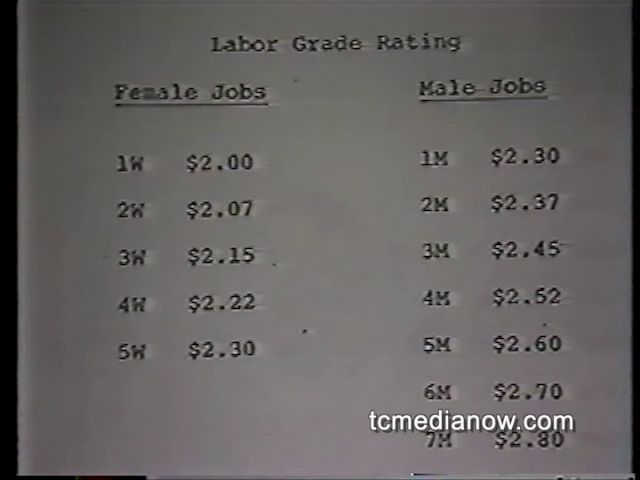 Labor Grade Rating
Female Jobs Male Jobs
1W $2.00 1M $2.30
2W $2.07 2M $2.37
3W $2.15 3M $2.45
4W $2.22 4M $2.52
5W $2.30 5M $2.60
6M $2.70
tcmedianow.com
7M $2.80